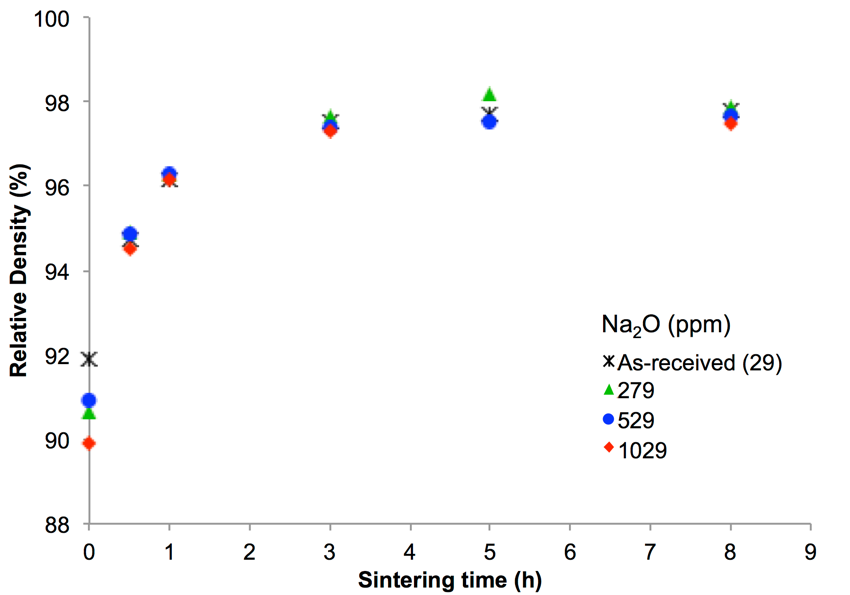 100
98
96
94
92
90
88
Relative Density (%)
0 1 2 3 4 5 6 7 8 9
Sintering time (h)
Na₂O (ppm)
As-received (29)
279
529
1029